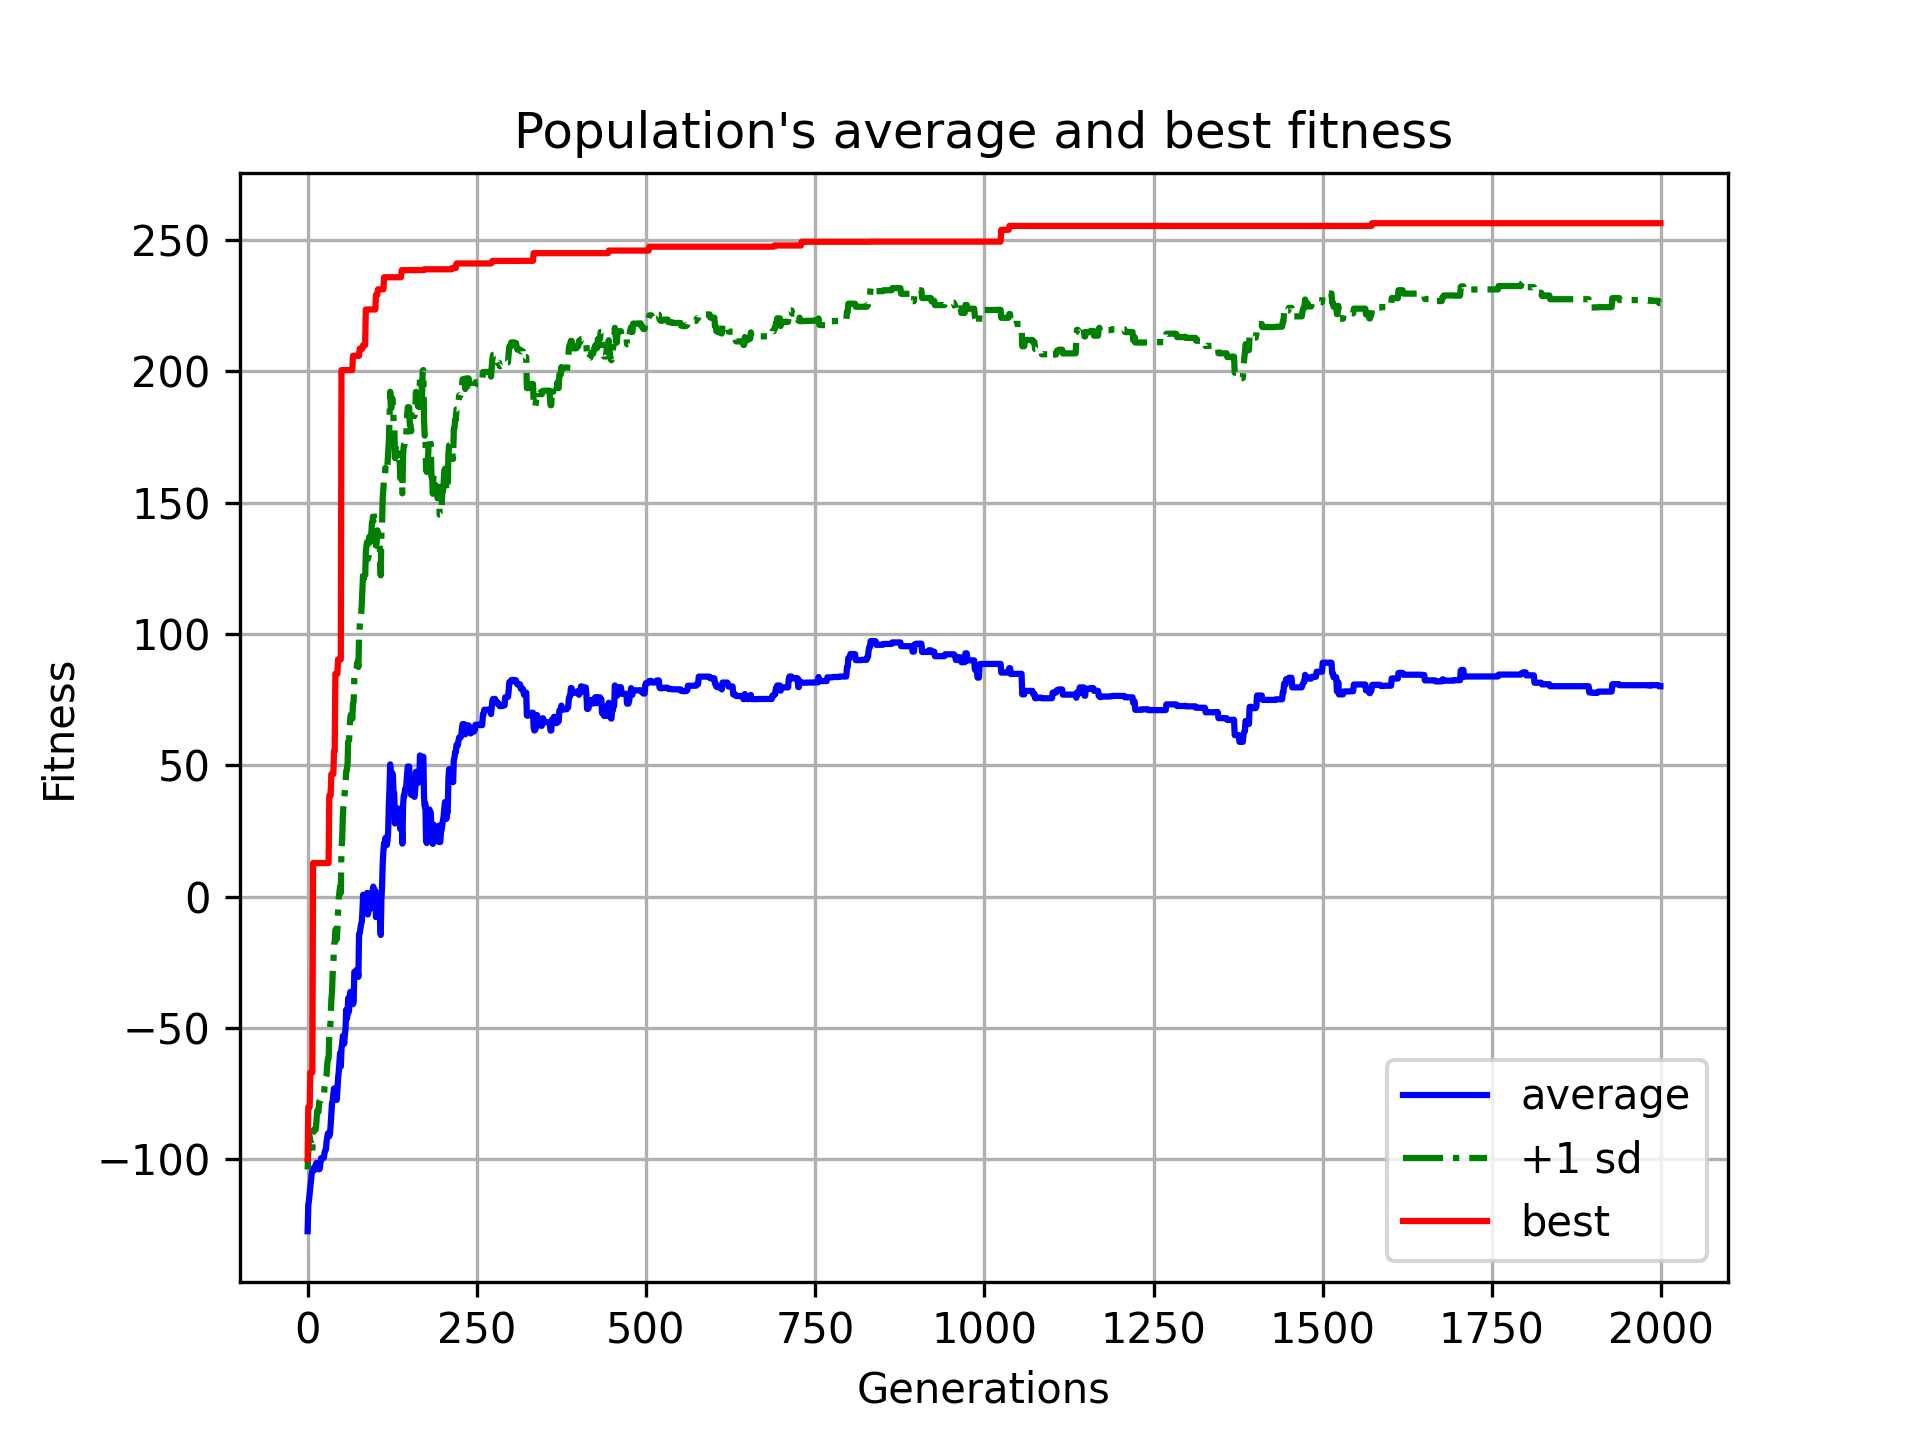 Population's average and best fitness
Fitness
250
200
150
100
50
0
−50
−100
0 250 500 750 1000 1250 1500 1750 2000
Generations
average
+1 sd
best